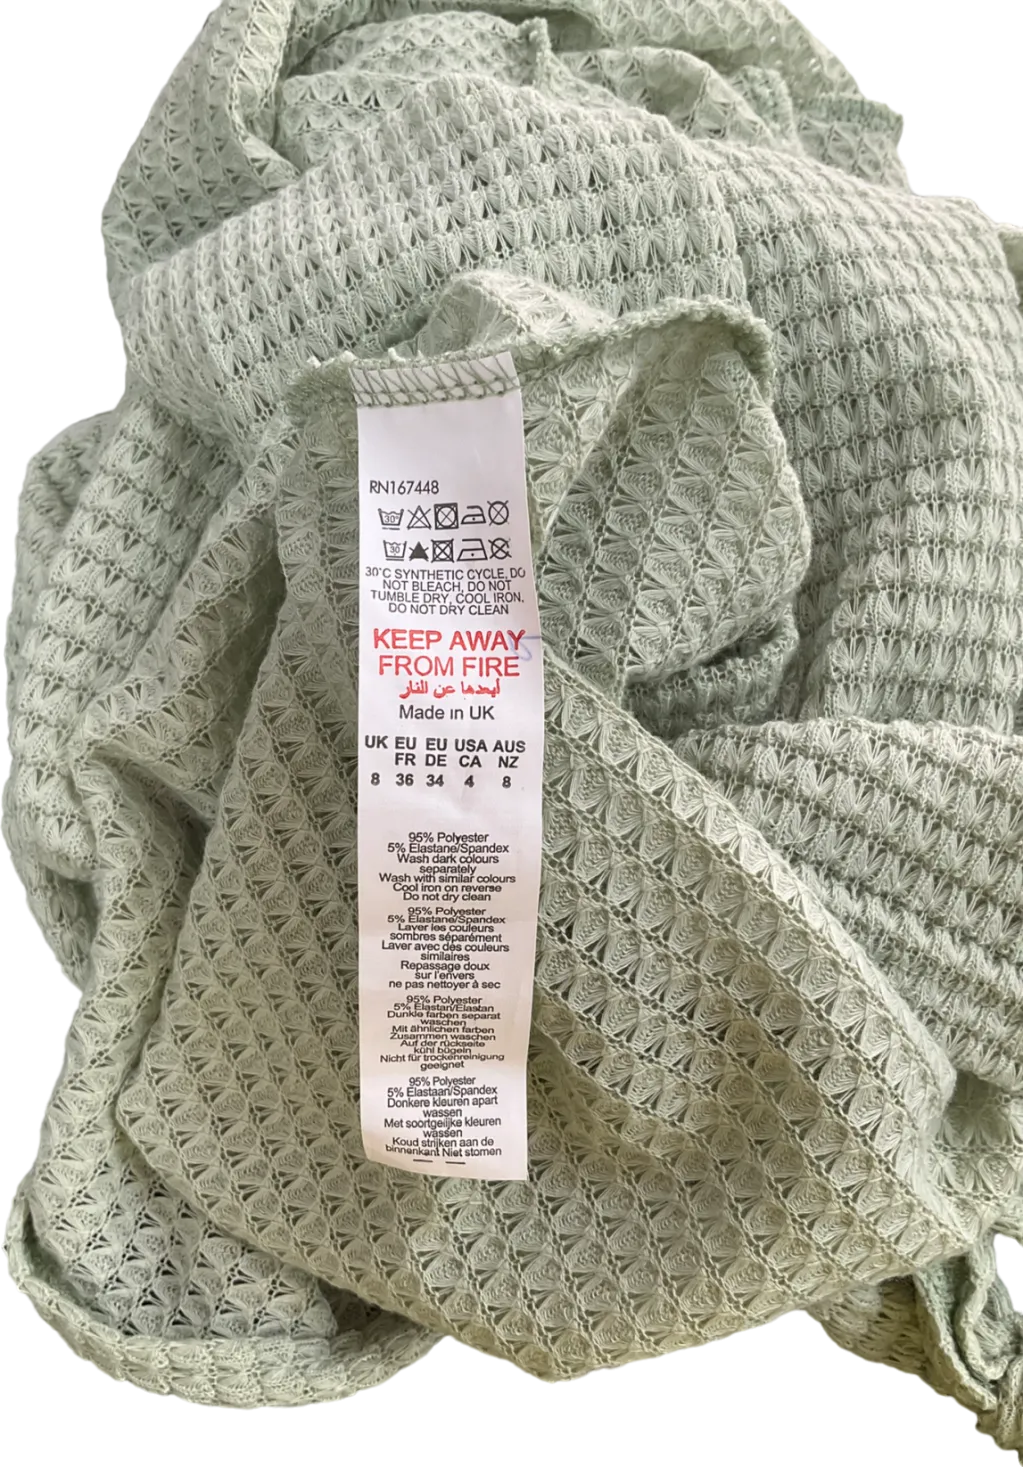 RN167448
30
30
30°C SYNTHETIC CYCLE, DO
NOT BLEACH, DO NOT
TUMBLE DRY, COOL IRON,
DO NOT DRY CLEAN
KEEP AWAY
FROM FIRE
أبعدها عن النار
Made in UK
UK EU EU USA AUS
FR DE CA NZ
8 36 34 4 8
95% Polyester
5% Elastane/Spandex
Wash dark colours
separately
Wash with similar colours
Cool iron on reverse
Do not dry clean
95% Polyester
5% Elastane/Spandex
Laver les couleurs
sombres séparément
Laver avec des couleurs
similaires
Repassage doux
sur l'envers
ne pas nettoyer à sec
95% Polyester
5% Elastan/Elastan
Dunkle farben separat
waschen
Mit ähnlichen farben
Zusammen waschen
Auf der rückseite
kühl bügeln
Nicht für trockenreinigung
geeignet
95% Polyester
5% Elastaan/Spandex
Donkere kleuren apart
wassen
Met soortgelijke kleuren
wassen
Koud strijken aan de
binnenkant Niet stomen